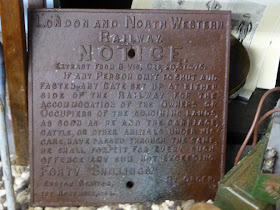 LONDON AND NORTH WESTERN
RAILWAY.
NOTICE.
EXTRACT FROM 8 VIC. CAP.
IF ANY PERSON OMIT TO SHUT AND
FASTEN ANY GATE SET UP AT EITHER
SIDE OF THE RAILWAY FOR THE
ACCOMMODATION OF THE OWNERS OR
OCCUPIERS OF THE ADJOINING LANDS,
AS SOON AS HE AND THE CARRIAGE,
CATTLE, OR OTHER ANIMALS UNDER HIS
CARE, HAVE PASSED THROUGH THE SAME
HE SHALL FORFEIT FOR EVERY SUCH
OFFENCE ANY SUM NOT EXCEEDING
FORTY SHILLINGS.
BY ORDER.
EUSTON STATION,
1ST